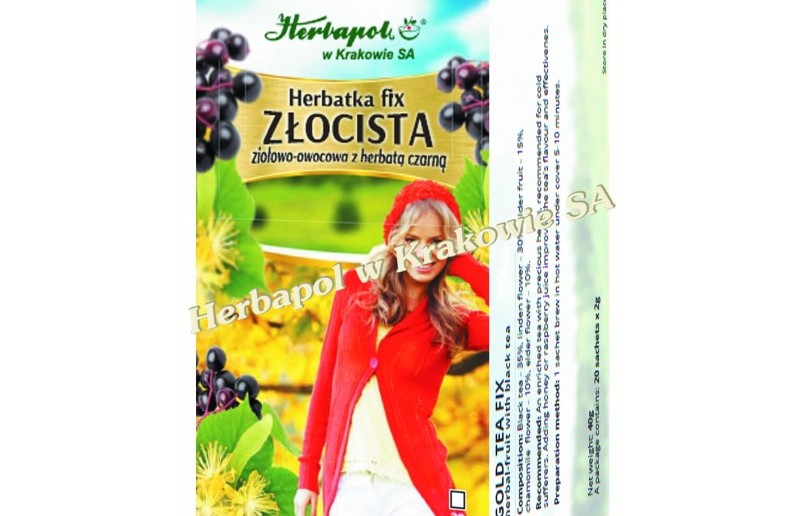 Herbapol®
w Krakowie SA
Herbatka fix
ZŁOCISTA
ziołowo-owocowa z herbatą czarną
Herbapol w Krakowie SA
GOLD TEA FIX
herbal-fruit with black tea
Composition: Black tea - 35%, linden flower - 30%, elder fruit - 15%,
chamomile flower - 10%, elder flower - 10%.
Recommended: An enriched tea with precious recommended for cold
sufferers. Adding honey or raspberry juice the tea's flavour and effectivenes.
Preparation method: 1 sachet brew in hot water under cover 5-10 minutes.
Net weight: 40g
A package contains: 20 sachets x 2g
Store in dry place